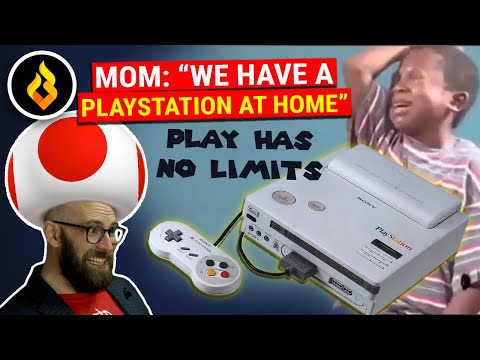 MOM: “WE HAVE A
PLAYSTATION AT HOME”
PLAY HAS
NO LIMITS
SONY
PlayStation